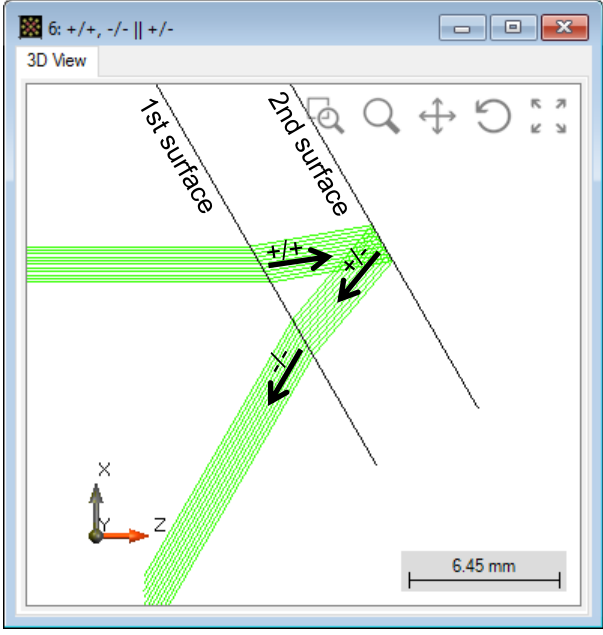 6: +/+, -/- || +/-
3D View
1st surface
2nd surface
+/+
+/-
-/-
X
Y
Z
6.45 mm